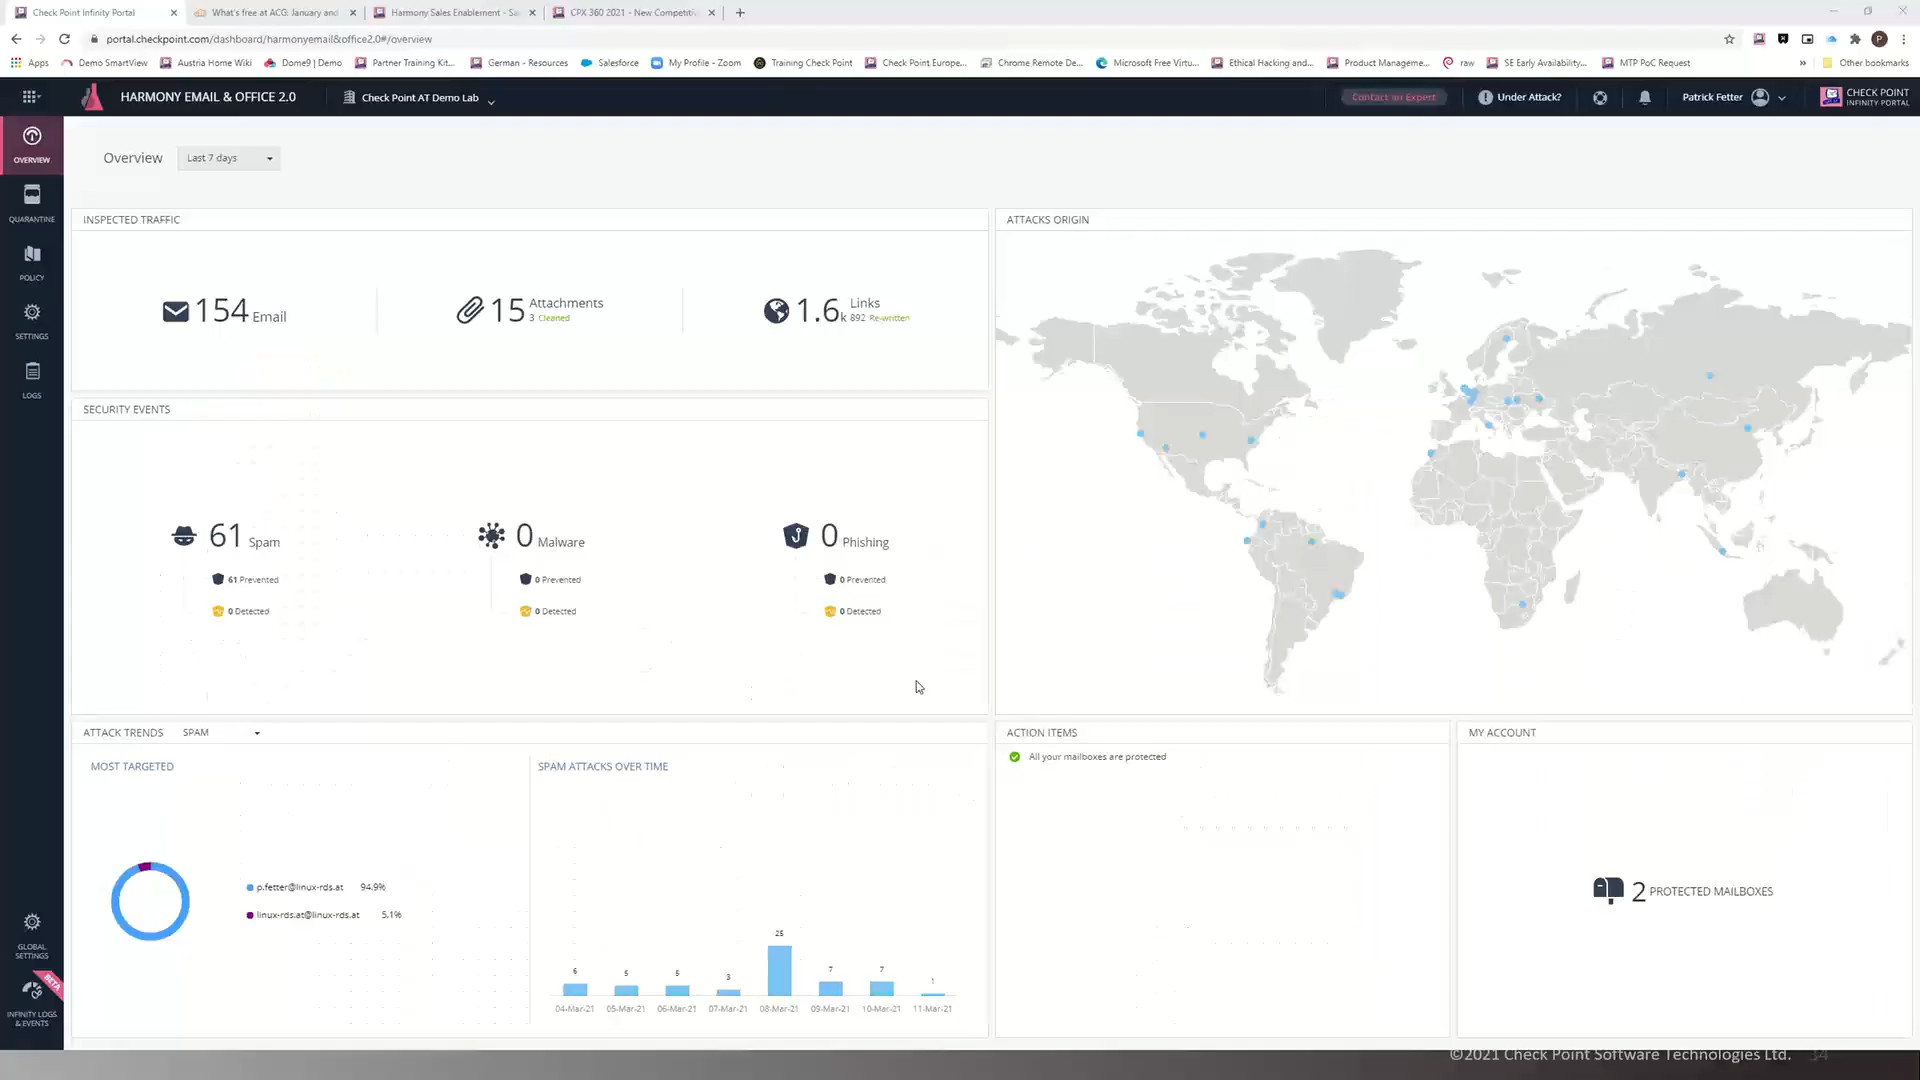 Check Point Infinity Portal
What's free at ACG: January and
Harmony Sales Enablement - Sa
CPX 360 2021 - New Competiti
portal.checkpoint.com/dashboard/harmonyemail&office2.0#/overview
Apps
Demo SmartView
Austria Home Wiki
Dome9 | Demo
Partner Training Kit...
German - Resources
Salesforce
My Profile - Zoom
Training Check Point
Check Point Europe...
Chrome Remote De...
Microsoft Free Virtu...
Ethical Hacking and...
Product Manageme...
raw
SE Early Availability...
MTP PoC Request
»
Other bookmarks
HARMONY EMAIL & OFFICE 2.0
Check Point AT Demo Lab
Contact an Expert
Under Attack?
Patrick Fetter
CHECK POINT
INFINITY PORTAL
OVERVIEW
QUARANTINE
POLICY
SETTINGS
LOGS
GLOBAL
SETTINGS
BETA
INFINITY LOGS
& EVENTS
Overview
Last 7 days
INSPECTED TRAFFIC
154 Email
15 Attachments
3 Cleaned
1.6k Links
892 Re-written
SECURITY EVENTS
61 Spam
61 Prevented
0 Detected
0 Malware
0 Prevented
0 Detected
0 Phishing
0 Prevented
0 Detected
ATTACKS ORIGIN
ATTACK TRENDS SPAM
MOST TARGETED
p.fetter@linux-rds.at 94.9%
linux-rds.at@linux-rds.at 5.1%
SPAM ATTACKS OVER TIME
6 5 5 3 25 7 7 1
04-Mar-21 05-Mar-21 06-Mar-21 07-Mar-21 08-Mar-21 09-Mar-21 10-Mar-21 11-Mar-21
ACTION ITEMS
All your mailboxes are protected
MY ACCOUNT
2 PROTECTED MAILBOXES
©2021 Check Point Software Technologies Ltd. 34